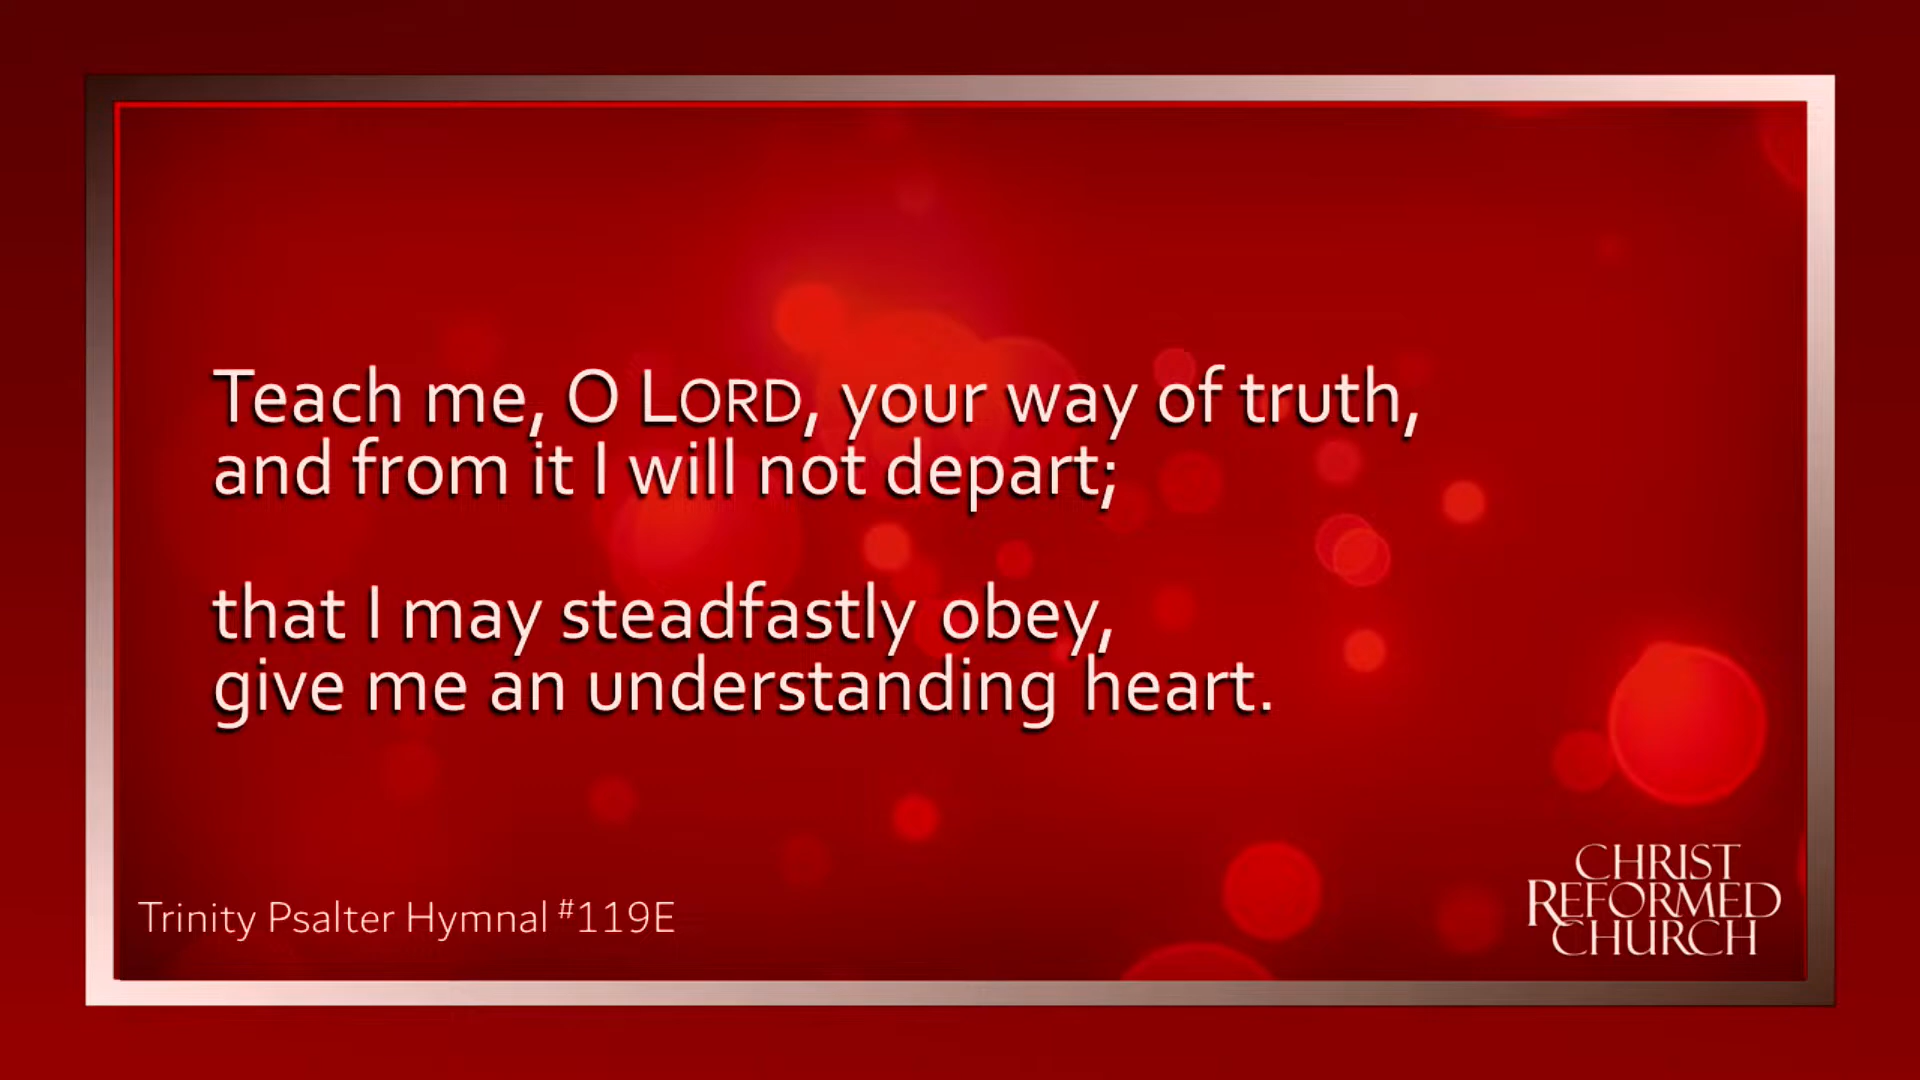 Teach me, O LORD, your way of truth,
and from it I will not depart;
that I may steadfastly obey,
give me an understanding heart.
Trinity Psalter Hymnal #119E
CHRIST
REFORMED
CHURCH